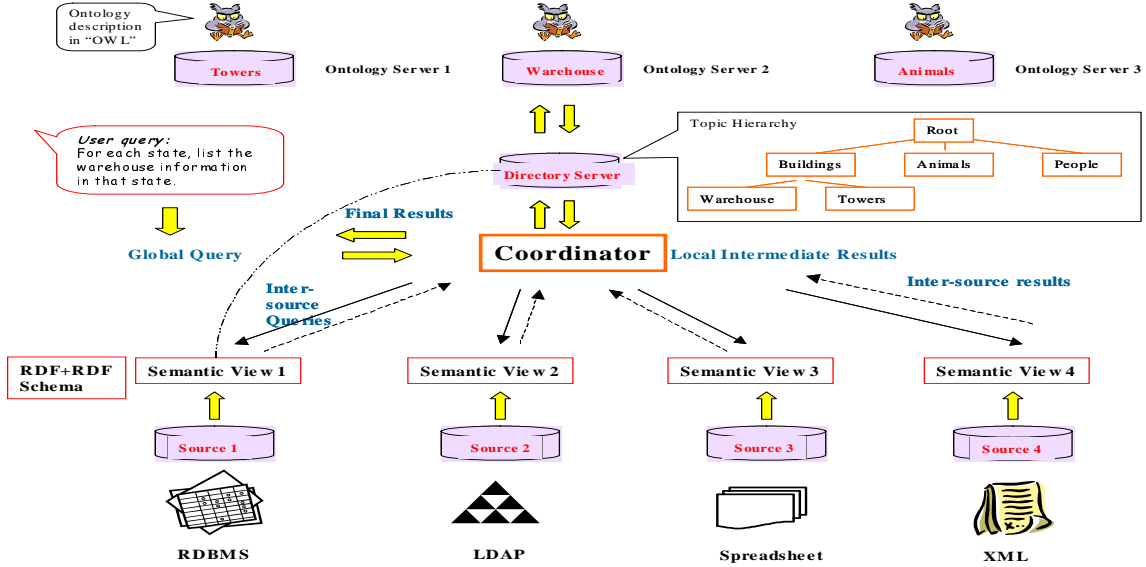 Ontology
description
in “OWL”
Towers
Ontology Server 1
Warehouse
Ontology Server 2
Animals
Ontology Server 3
User query:
For each state, list the
warehouse information
in that state.
Topic Hierarchy
Root
Buildings
Animals
People
Warehouse
Towers
Directory Server
Final Results
Global Query
Coordinator
Local Intermediate Results
Inter-
source
Queries
Inter-source results
RDF+RDF
Schema
Semantic View 1
Semantic View 2
Semantic View 3
Semantic View 4
Source 1
Source 2
Source 3
Source 4
RDBMS
LDAP
Spreadsheet
XML